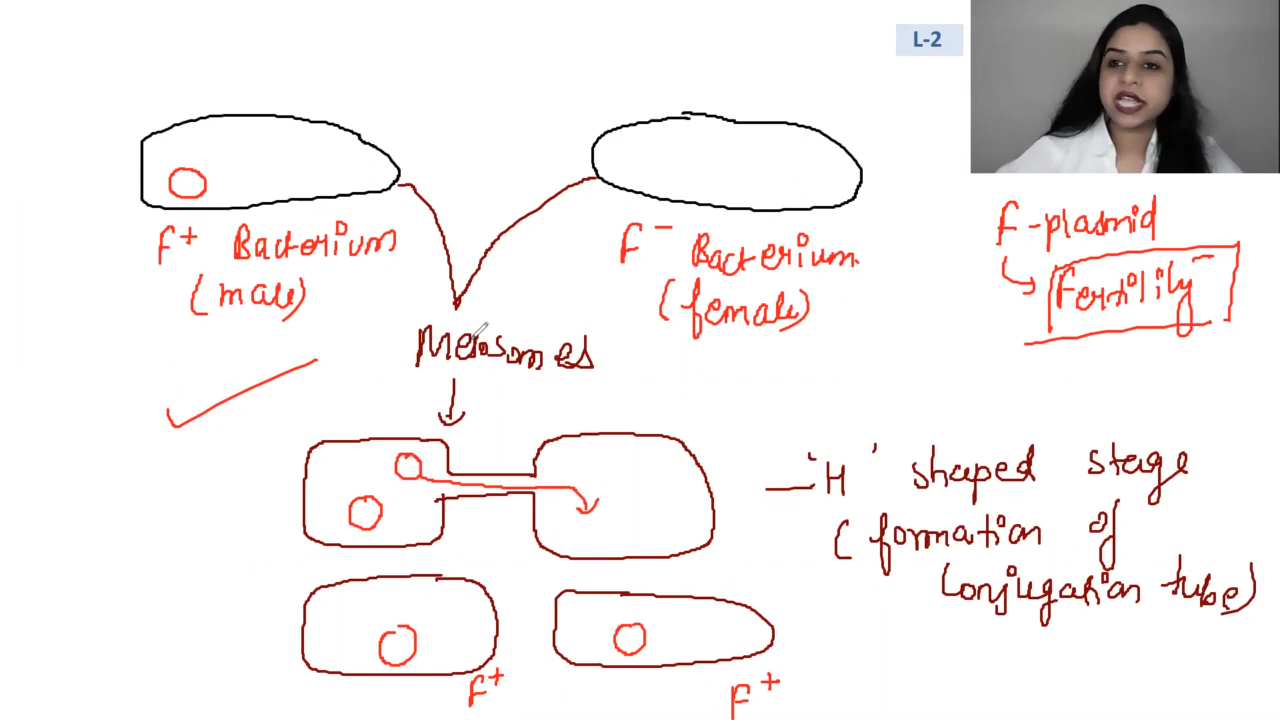 L-2
F+ Bacterium
(male)
F- Bacterium
(female)
F-plasmid
Fertility
Mesosomes
'H' shaped stage
(formation of
conjugation tube)
F+
F+